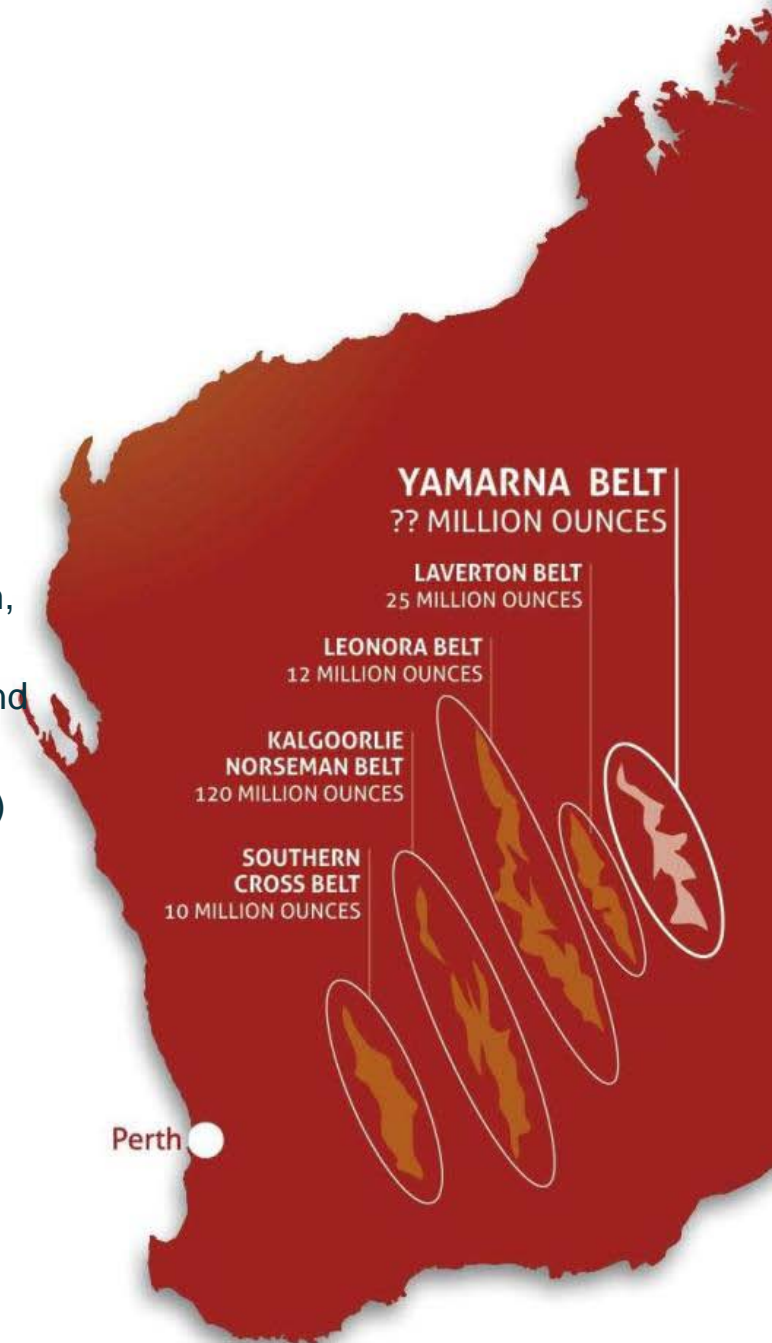 YAMARNA BELT
?? MILLION OUNCES
LAVERTON BELT
25 MILLION OUNCES
LEONORA BELT
12 MILLION OUNCES
KALGOORLIE
NORSEMAN BELT
120 MILLION OUNCES
SOUTHERN
CROSS BELT
10 MILLION OUNCES
Perth